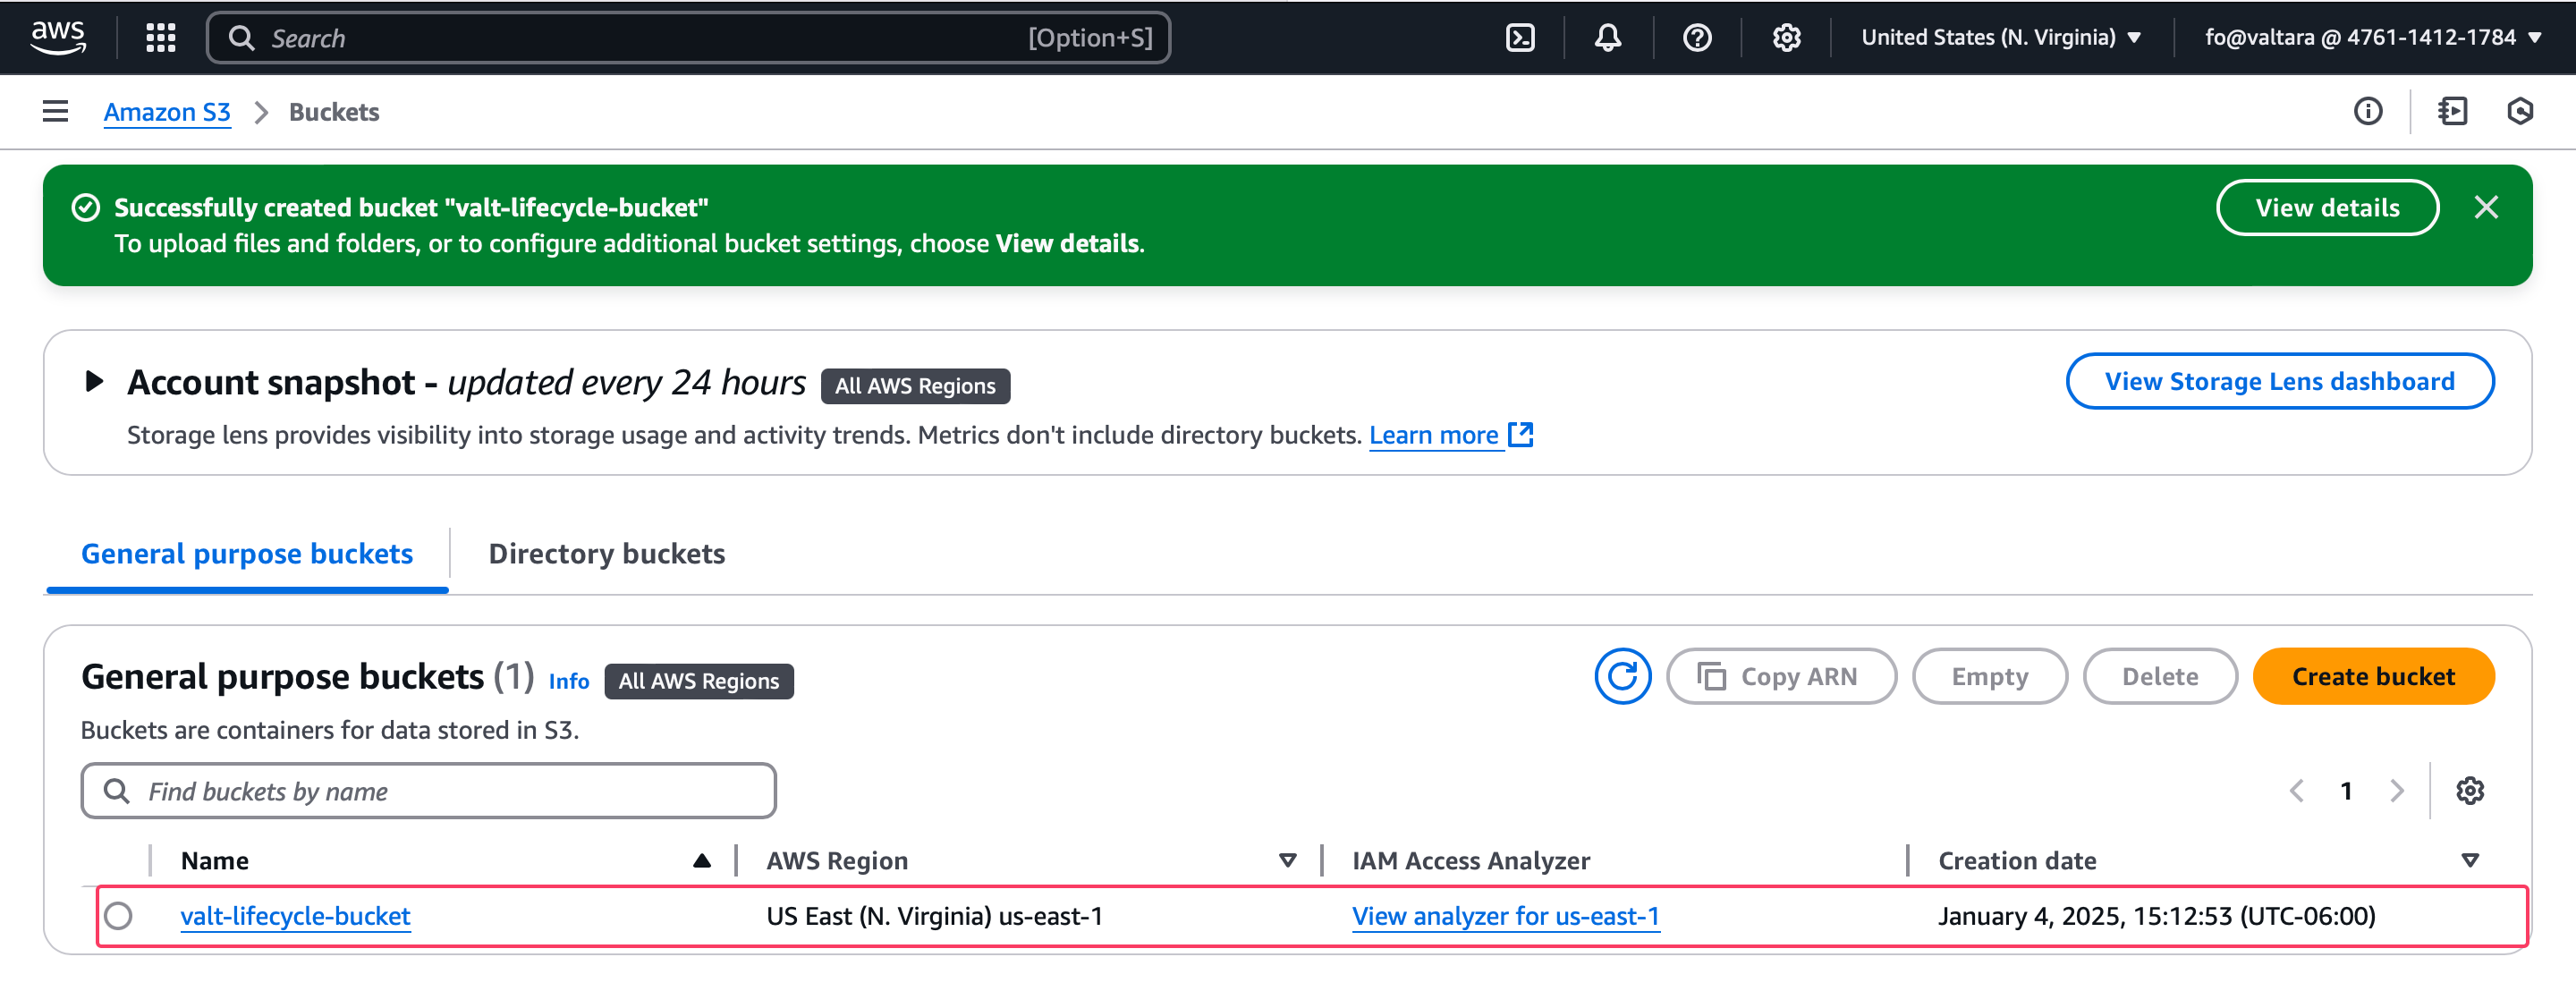 aws
Search [Option+S] United States (N. Virginia) fo@valtara @ 4761-1412-1784
Amazon S3 Buckets
Successfully created bucket "valt-lifecycle-bucket"
View details
To upload files and folders, or to configure additional bucket settings, choose View details.
Account snapshot - updated every 24 hours All AWS Regions View Storage Lens dashboard
Storage lens provides visibility into storage usage and activity trends. Metrics don't include directory buckets. Learn more
General purpose buckets Directory buckets
General purpose buckets (1) Info All AWS Regions Copy ARN Empty Delete Create bucket
Buckets are containers for data stored in S3.
Find buckets by name 1
Name AWS Region IAM Access Analyzer Creation date
valt-lifecycle-bucket US East (N. Virginia) us-east-1 View analyzer for us-east-1 January 4, 2025, 15:12:53 (UTC-06:00)